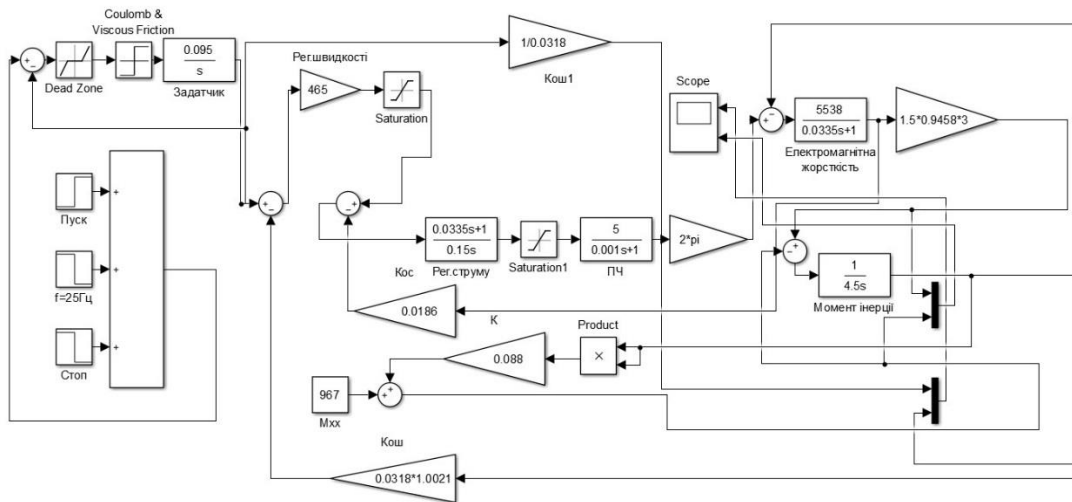 Coulomb &
Viscous Friction
Dead Zone
0.095
s
Задатчик
Рег.швидкості
465
Saturation
1/0.0318
Кош1
Scope
5538
0.0335s+1
Електромагнітна
жорсткість
1.5*0.9458*3
Пуск
f=25Гц
Стоп
+
+
+
Кос
0.0335s+1
0.15s
Рег.струму
Saturation1
5
0.001s+1
ПЧ
2*pi
1
4.5s
Момент інерції
0.0186
К
Product
×
0.088
967
Мхх
Кош
0.0318*1.0021